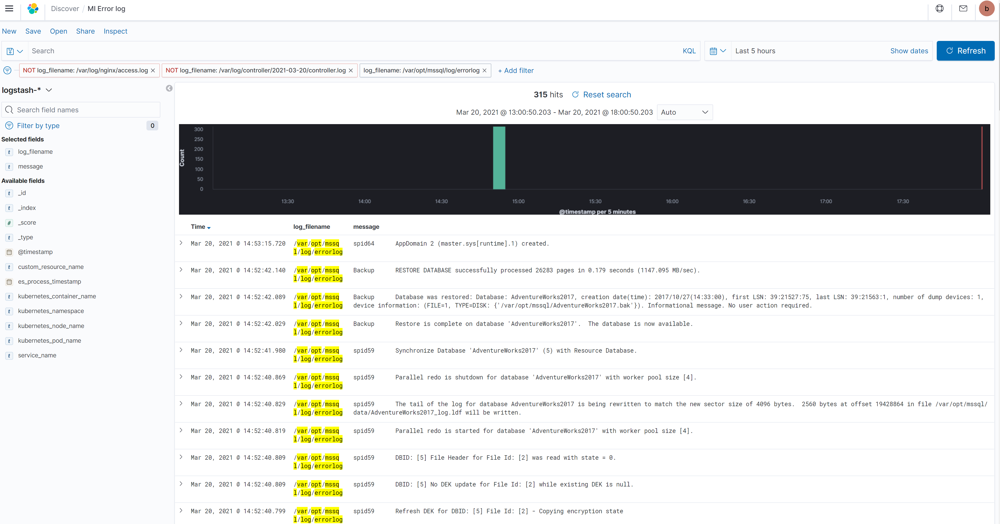 Discover / MI Error log
b
New Save Open Share Inspect
Search KQL
Last 5 hours Show dates
Refresh
NOT log_filename: /var/log/nginx/access.log
NOT log_filename: /var/log/controller/2021-03-20/controller.log
log_filename: /var/opt/mssql/log/errorlog
+ Add filter
logstash-*
Search field names
Filter by type 0
Selected fields
t log_filename
t message
Available fields
t _id
t _index
# _score
t _type
@timestamp
t custom_resource_name
es_process_timestamp
t kubernetes_container_name
t kubernetes_namespace
t kubernetes_node_name
t kubernetes_pod_name
t service_name
315 hits Reset search
Mar 20, 2021 @ 13:00:50.203 - Mar 20, 2021 @ 18:00:50.203 Auto
Count
300
250
200
150
100
50
0
13:30 14:00 14:30 15:00 15:30 16:00 16:30 17:00 17:30
@timestamp per 5 minutes
Time log_filename message
Mar 20, 2021 @ 14:53:15.720 /var/opt/mssq spid64 AppDomain 2 (master.sys[runtime].1) created.
l/log/errorlog
Mar 20, 2021 @ 14:52:42.140 /var/opt/mssq Backup RESTORE DATABASE successfully processed 26283 pages in 0.179 seconds (1147.095 MB/sec).
l/log/errorlog
Mar 20, 2021 @ 14:52:42.089 /var/opt/mssq Backup Database was restored: Database: AdventureWorks2017, creation date(time): 2017/10/27(14:33:00), first LSN: 39:21527:75, last LSN: 39:21563:1, number of dump devices: 1,
l/log/errorlog device information: (FILE=1, TYPE=DISK: {'/var/opt/mssql/AdventureWorks2017.bak'}). Informational message. No user action required.
Mar 20, 2021 @ 14:52:42.029 /var/opt/mssq Backup Restore is complete on database 'AdventureWorks2017'. The database is now available.
l/log/errorlog
Mar 20, 2021 @ 14:52:41.980 /var/opt/mssq spid59 Synchronize Database 'AdventureWorks2017' (5) with Resource Database.
l/log/errorlog
Mar 20, 2021 @ 14:52:40.869 /var/opt/mssq spid59 Parallel redo is shutdown for database 'AdventureWorks2017' with worker pool size [4].
l/log/errorlog
Mar 20, 2021 @ 14:52:40.829 /var/opt/mssq spid59 The tail of the log for database AdventureWorks2017 is being rewritten to match the new sector size of 4096 bytes. 2560 bytes at offset 19428864 in file /var/opt/mssql/
l/log/errorlog data/AdventureWorks2017_log.ldf will be written.
Mar 20, 2021 @ 14:52:40.819 /var/opt/mssq spid59 Parallel redo is started for database 'AdventureWorks2017' with worker pool size [4].
l/log/errorlog
Mar 20, 2021 @ 14:52:40.809 /var/opt/mssq spid59 DBID: [5] File Header for File Id: [2] was read with state = 0.
l/log/errorlog
Mar 20, 2021 @ 14:52:40.809 /var/opt/mssq spid59 DBID: [5] No DEK update for File Id: [2] while existing DEK is null.
l/log/errorlog
Mar 20, 2021 @ 14:52:40.799 /var/opt/mssq spid59 Refresh DEK for DBID: [5] File Id: [2] - Copying encryption state
l/log/errorlog